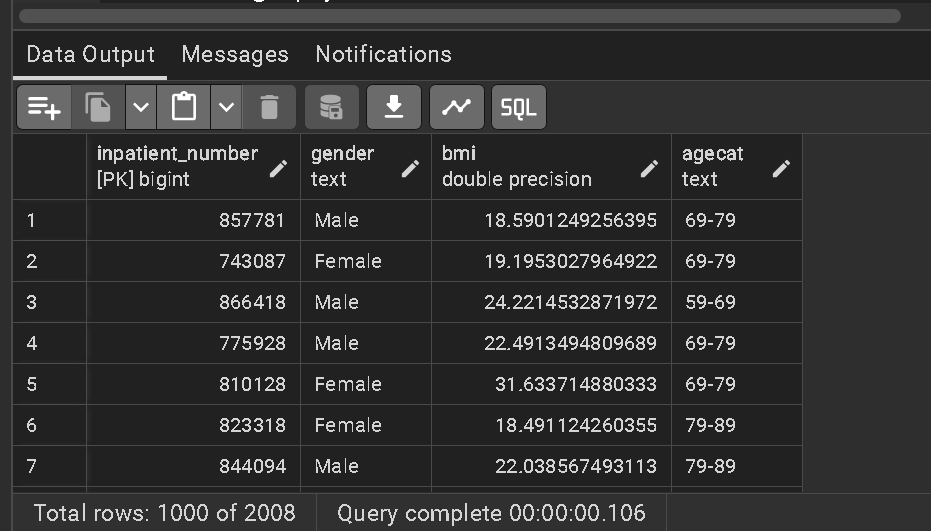 Data Output Messages Notifications
SQL
inpatient_number gender bmi agecat
[PK] bigint text double precision text
1 857781 Male 18.5901249256395 69-79
2 743087 Female 19.1953027964922 69-79
3 866418 Male 24.2214532871972 59-69
4 775928 Male 22.4913494809689 69-79
5 810128 Female 31.633714880333 69-79
6 823318 Female 18.491124260355 79-89
7 844094 Male 22.038567493113 79-89
Total rows: 1000 of 2008 Query complete 00:00:00.106